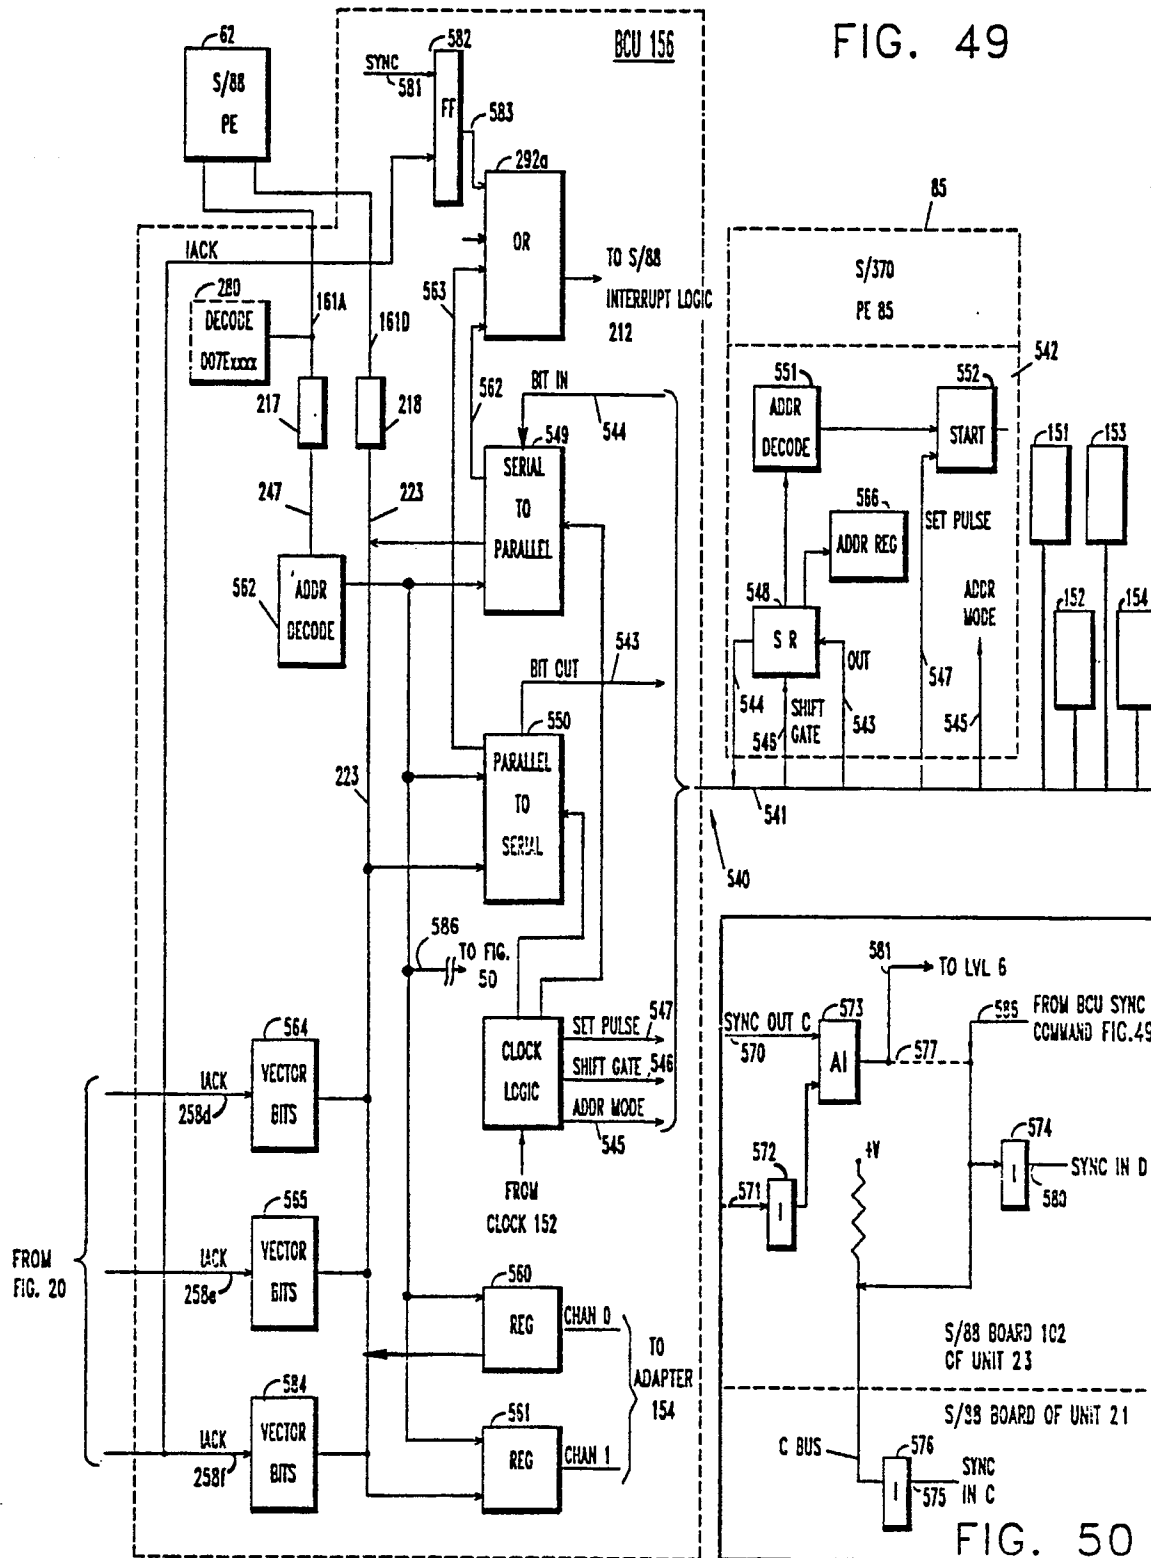 FIG. 49
BCU 156
62
S/88
PE
SYNC
581
582
FF
583
292a
OR
TO S/88
INTERRUPT LOGIC
212
IACK
280
DECODE
007Exxxx
161A
161D
217
218
563
562
BIT IN
544
549
SERIAL
TO
PARALLEL
247
223
562
ADDR
DECODE
543
BIT CUT
550
PARALLEL
TO
SERIAL
223
586
TO FIG.
50
CLOCK
LOGIC
SET PULSE
547
SHIFT GATE
546
ADDR MODE
545
FROM
CLOCK 152
564
IACK
258d
VECTOR
BITS
565
IACK
258e
VECTOR
BITS
FROM
FIG. 20
584
IACK
258f
VECTOR
BITS
560
REG
CHAN 0
561
REG
CHAN 1
TO
ADAPTER
154
85
S/370
PE 85
542
551
ADDR
DECODE
552
START
566
ADDR REG
SET PULSE
548
S R
OUT
544
SHIFT
GATE
546
543
547
ADDR
MODE
545
151
153
152
154
541
540
581
TO LVL 6
573
AI
SYNC OUT C
570
577
585
FROM BCU SYNC
COMMAND FIG.49
572
I
571
+V
574
I
SYNC IN D
580
S/88 BOARD 102
OF UNIT 23
S/88 BOARD OF UNIT 21
C BUS
576
I
575
SYNC
IN C
FIG. 50